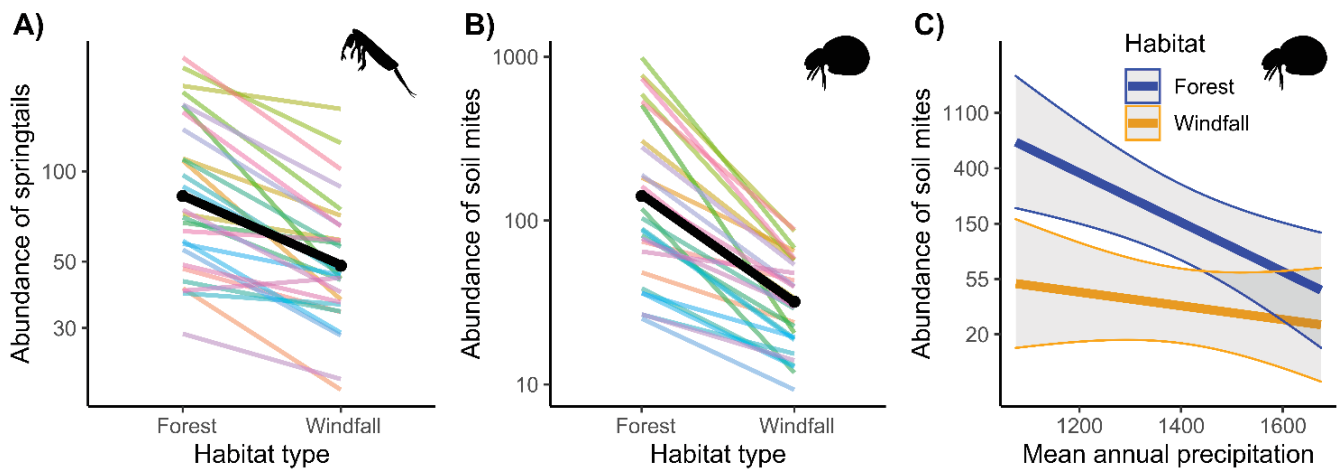 A)
Abundance of springtails
100
50
30
Forest
Windfall
Habitat type
B)
Abundance of soil mites
1000
100
10
Forest
Windfall
Habitat type
C)
Habitat
Forest
Windfall
Abundance of soil mites
1100
400
150
55
20
1200
1400
1600
Mean annual precipitation